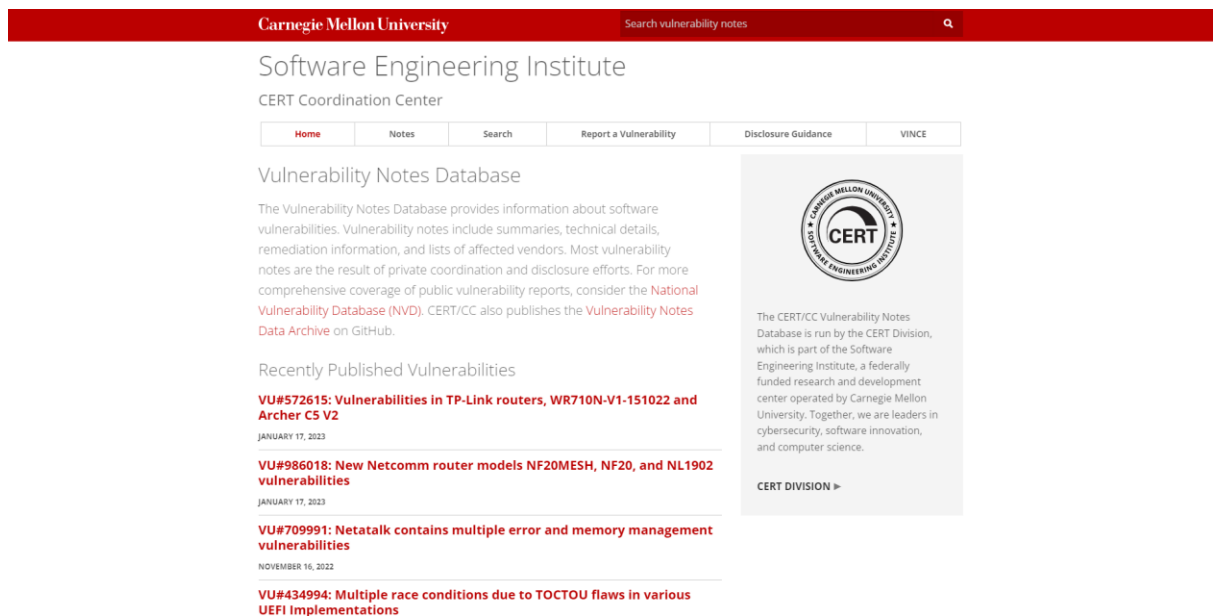 Carnegie Mellon University
Search vulnerability notes
Software Engineering Institute
CERT Coordination Center
Home
Notes
Search
Report a Vulnerability
Disclosure Guidance
VINCE
Vulnerability Notes Database
The Vulnerability Notes Database provides information about software
vulnerabilities. Vulnerability notes include summaries, technical details,
remediation information, and lists of affected vendors. Most vulnerability
notes are the result of private coordination and disclosure efforts. For more
comprehensive coverage of public vulnerability reports, consider the National
Vulnerability Database (NVD). CERT/CC also publishes the Vulnerability Notes
Data Archive on GitHub.
Recently Published Vulnerabilities
VU#572615: Vulnerabilities in TP-Link routers, WR710N-V1-151022 and
Archer C5 V2
JANUARY 17, 2023
VU#986018: New Netcomm router models NF20MESH, NF20, and NL1902
vulnerabilities
JANUARY 17, 2023
VU#709991: Netatalk contains multiple error and memory management
vulnerabilities
NOVEMBER 16, 2022
VU#434994: Multiple race conditions due to TOCTOU flaws in various
UEFI Implementations
CARNEGIE MELLON UNIVERSITY
CERT
SOFTWARE ENGINEERING INSTITUTE
The CERT/CC Vulnerability Notes
Database is run by the CERT Division,
which is part of the Software
Engineering Institute, a federally
funded research and development
center operated by Carnegie Mellon
University. Together, we are leaders in
cybersecurity, software innovation,
and computer science.
CERT DIVISION ▶